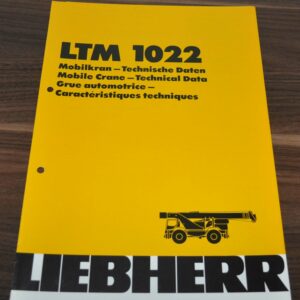 LTM 1022
Mobilkran – Technische Daten
Mobile Crane – Technical Data
Grue automotrice –
Caractéristiques techniques
LIEBHERR